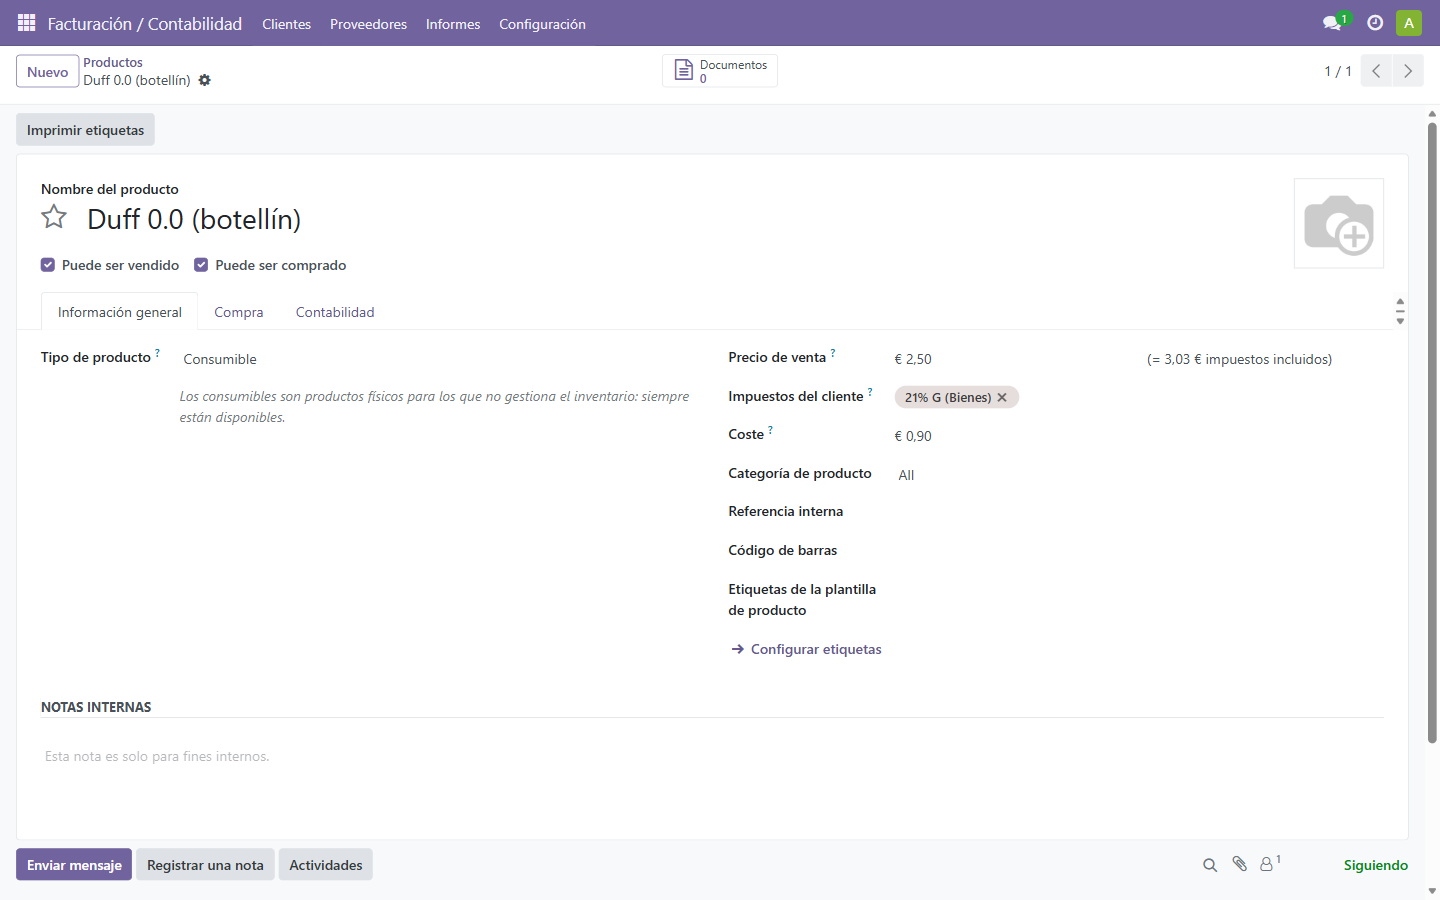 Facturación / Contabilidad
Clientes
Proveedores
Informes
Configuración
1
A
Nuevo
Productos
Duff 0.0 (botellín)
Documentos
0
1 / 1
Imprimir etiquetas
Nombre del producto
Duff 0.0 (botellín)
Puede ser vendido
Puede ser comprado
Información general
Compra
Contabilidad
Tipo de producto ?
Consumible
Los consumibles son productos físicos para los que no gestiona el inventario: siempre
están disponibles.
Precio de venta ?
€ 2,50
(= 3,03 € impuestos incluidos)
Impuestos del cliente ?
21% G (Bienes)
Coste ?
€ 0,90
Categoría de producto
All
Referencia interna
Código de barras
Etiquetas de la plantilla
de producto
Configurar etiquetas
NOTAS INTERNAS
Esta nota es solo para fines internos.
Enviar mensaje
Registrar una nota
Actividades
1
Siguiendo